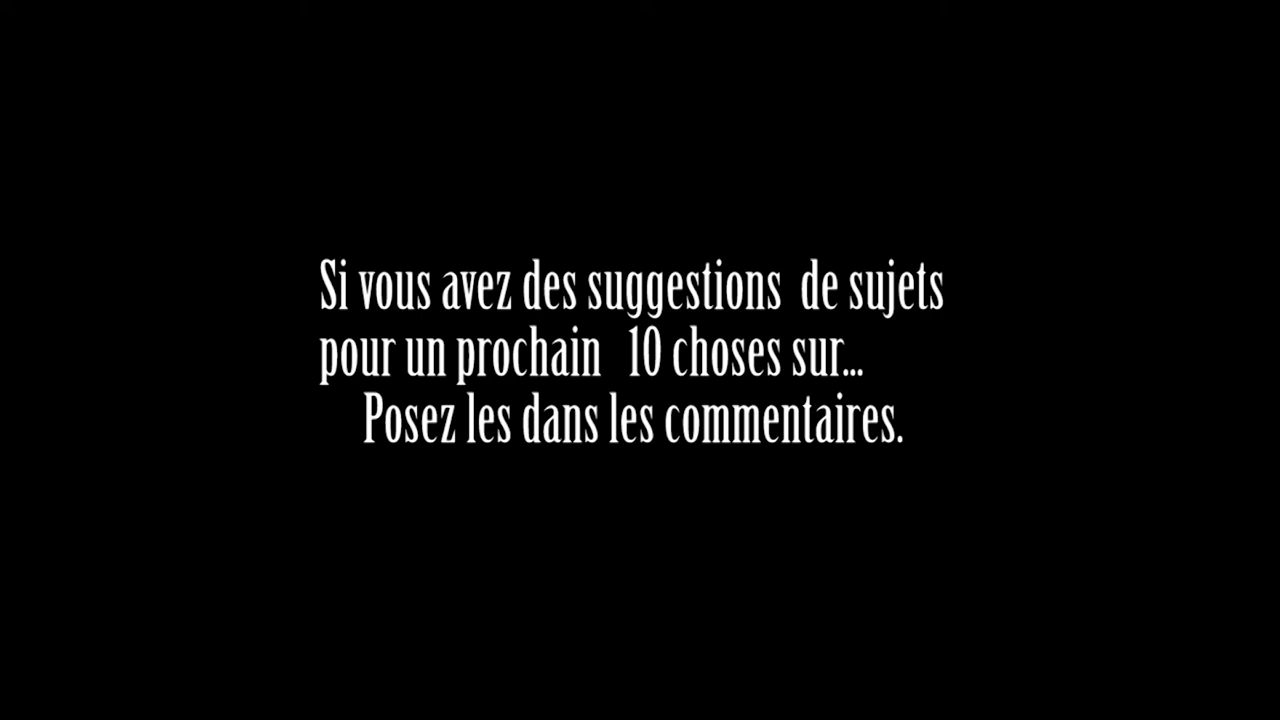 Si vous avez des suggestions de sujets
pour un prochain 10 choses sur...
Posez les dans les commentaires.